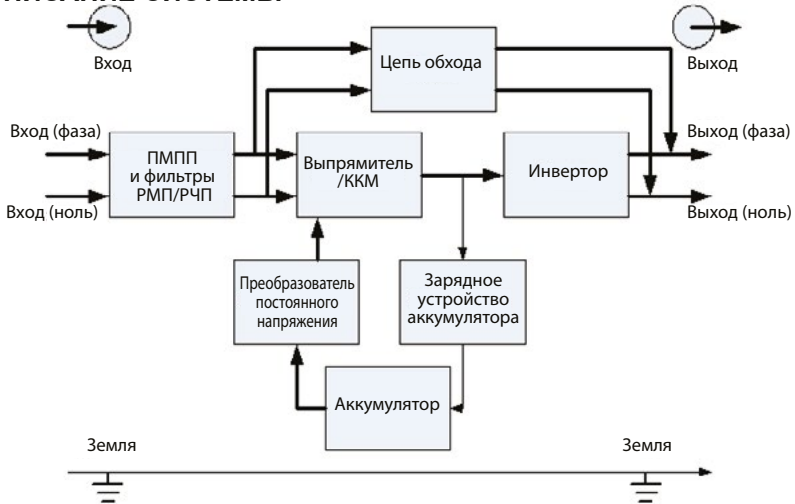 Вход
Цепь обхода
Выход
Вход (фаза)
Выход (фаза)
ПМПП
и фильтры
РМП/РЧП
Выпрямитель
/ККМ
Инвертор
Вход (ноль)
Выход (ноль)
Преобразователь
постоянного
напряжения
Зарядное
устройство
аккумулятора
Аккумулятор
Земля
Земля